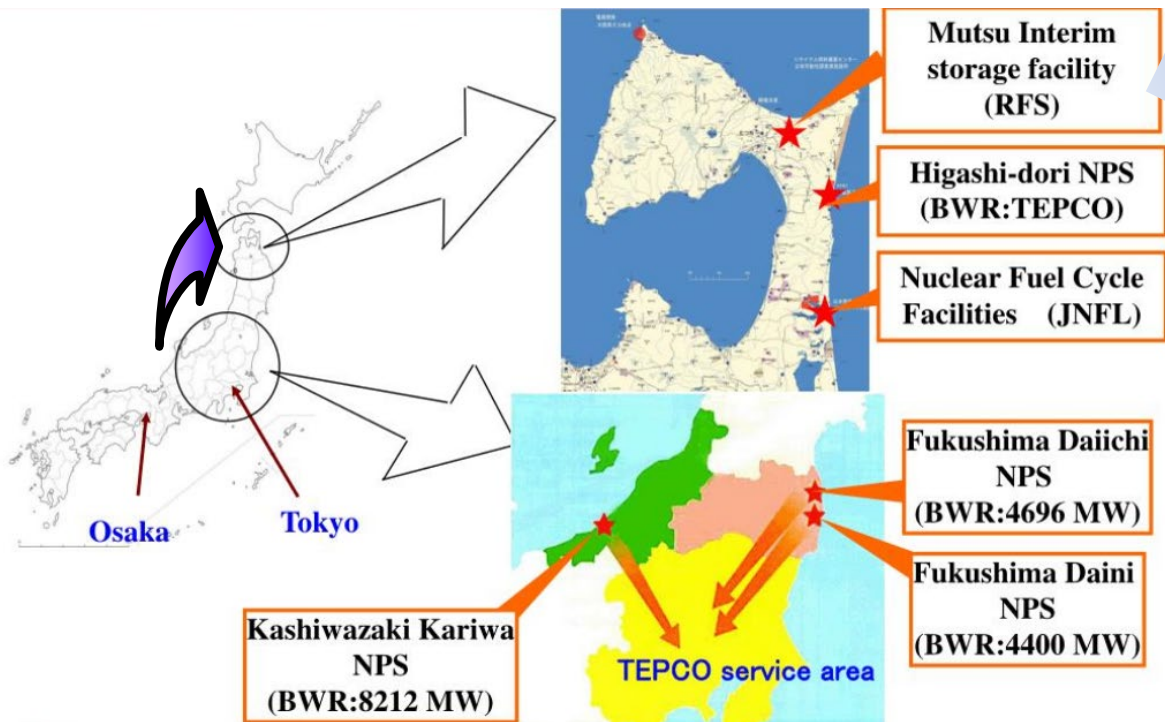 Mutsu Interim
storage facility
(RFS)
Higashi-dori NPS
(BWR:TEPCO)
Nuclear Fuel Cycle
Facilities (JNFL)
Osaka
Tokyo
Fukushima Daiichi
NPS
(BWR:4696 MW)
Fukushima Daini
NPS
(BWR:4400 MW)
Kashiwazaki Kariwa
NPS
(BWR:8212 MW)
TEPCO service area